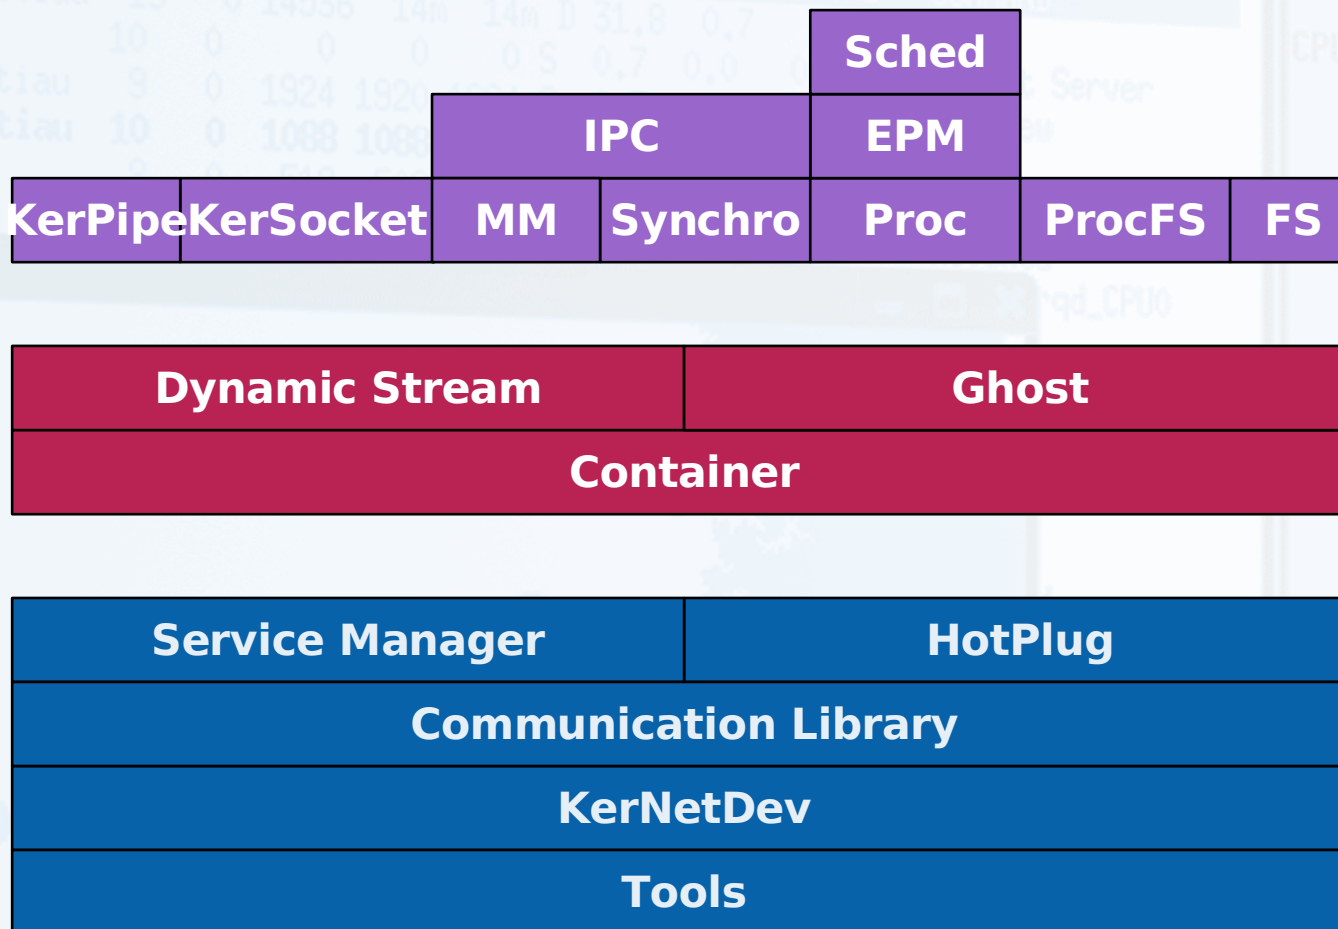 Sched
IPC EPM
KerPipe KerSocket MM Synchro Proc ProcFS FS
Dynamic Stream Ghost
Container
Service Manager HotPlug
Communication Library
KerNetDev
Tools